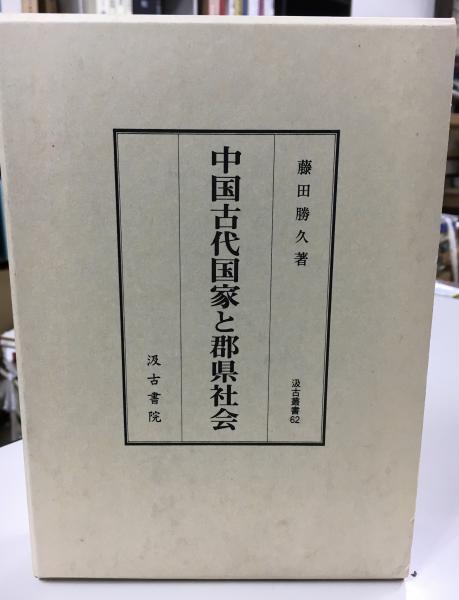 藤田勝久著
汲古叢書62
中国古代国家と郡県社会
汲古書院